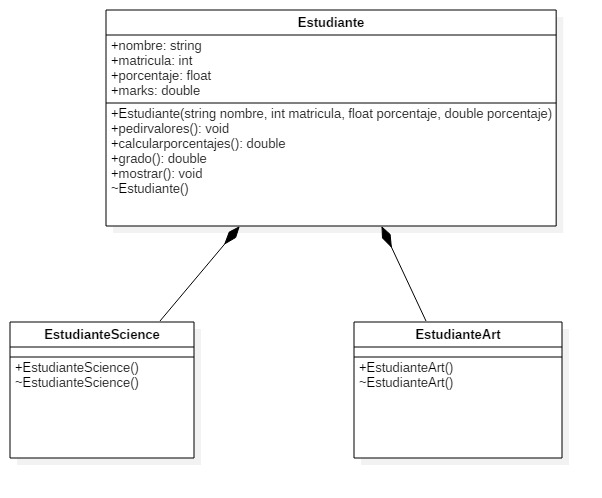 Estudiante
+nombre: string
+matricula: int
+porcentaje: float
+marks: double
+Estudiante(string nombre, int matricula, float porcentaje, double porcentaje)
+pedirvalores(): void
+calcularporcentajes(): double
+grado(): double
+mostrar(): void
~Estudiante()
EstudianteScience
+EstudianteScience()
~EstudianteScience()
EstudianteArt
+EstudianteArt()
~EstudianteArt()